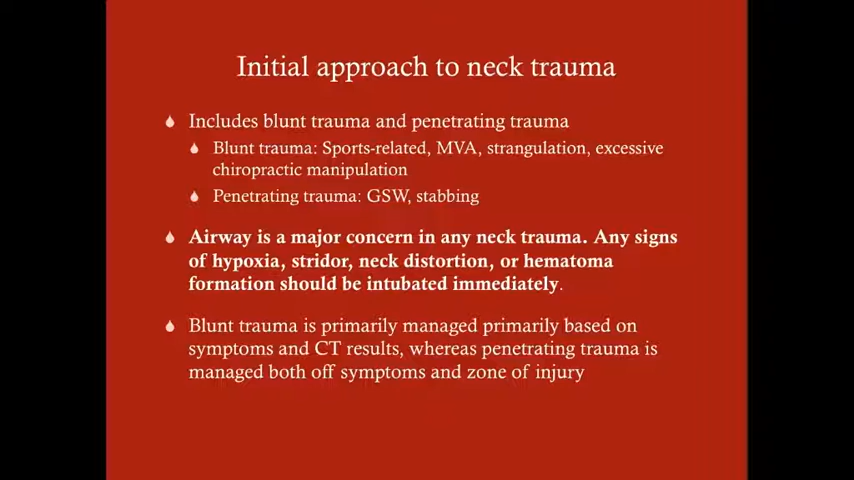 Initial approach to neck trauma
Includes blunt trauma and penetrating trauma
Blunt trauma: Sports-related, MVA, strangulation, excessive
chiropractic manipulation
Penetrating trauma: GSW, stabbing
Airway is a major concern in any neck trauma. Any signs
of hypoxia, stridor, neck distortion, or hematoma
formation should be intubated immediately.
Blunt trauma is primarily managed primarily based on
symptoms and CT results, whereas penetrating trauma is
managed both off symptoms and zone of injury